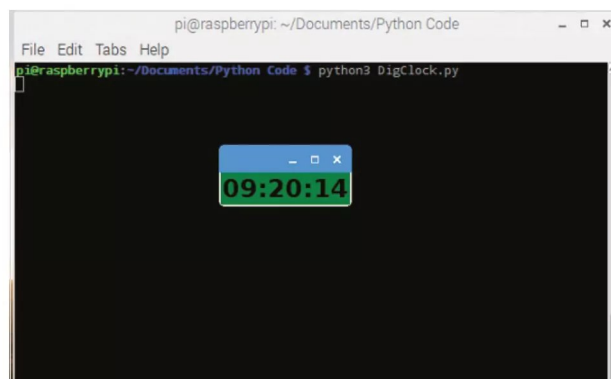 pi@raspberrypi: ~/Documents/Python Code
File Edit Tabs Help
pi@raspberrypi:~/Documents/Python Code $ python3 DigClock.py
09:20:14